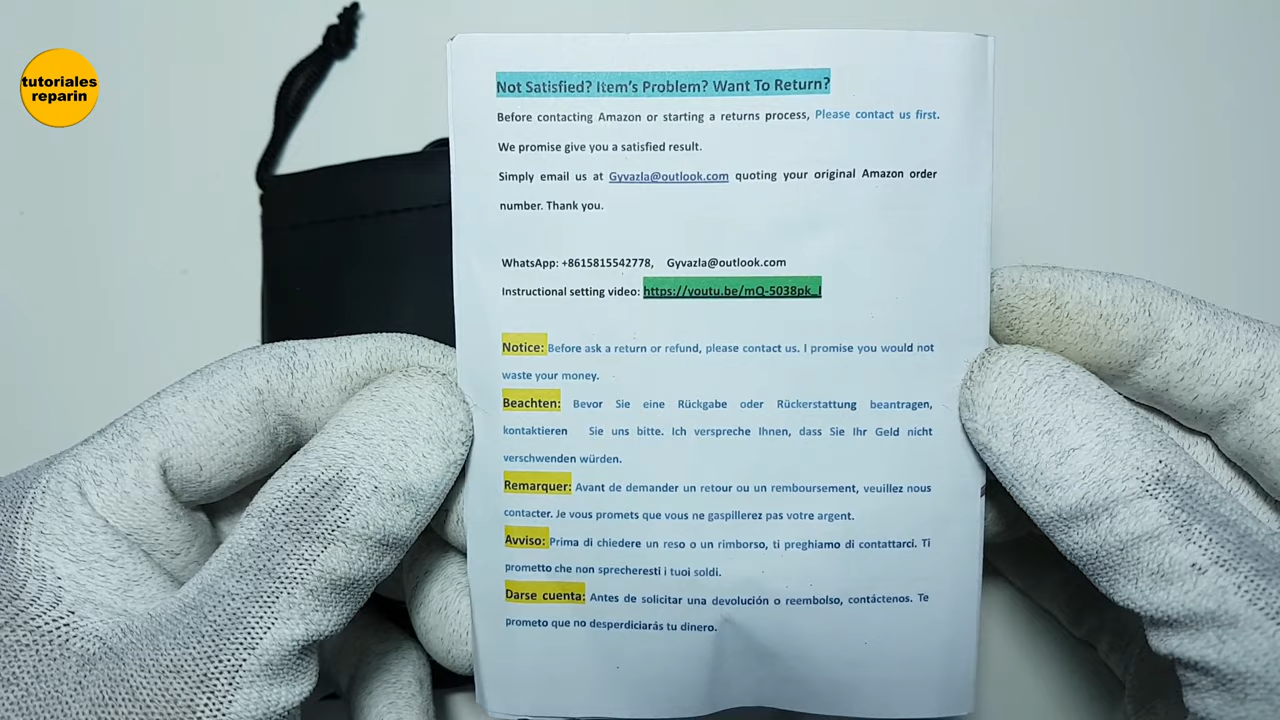 tutoriales
reparin
Not Satisfied? Item's Problem? Want To Return?
Before contacting Amazon or starting a returns process, Please contact us first.
We promise give you a satisfied result.
Simply email us at Gyvazla@outlook.com quoting your original Amazon order
number. Thank you.
WhatsApp: +8615815542778, Gyvazla@outlook.com
Instructional setting video: https://youtu.be/mQ-5038pk_I
Notice: Before ask a return or refund, please contact us. I promise you would not
waste your money.
Beachten: Bevor Sie eine Rückgabe oder Rückerstattung beantragen,
kontaktieren Sie uns bitte. Ich verspreche Ihnen, dass Sie Ihr Geld nicht
verschwenden würden.
Remarquer: Avant de demander un retour ou un remboursement, veuillez nous
contacter. Je vous promets que vous ne gaspillerez pas votre argent.
Avviso: Prima di chiedere un reso o un rimborso, ti preghiamo di contattarci. Ti
prometto che non sprecheresti i tuoi soldi.
Darse cuenta: Antes de solicitar una devolución o reembolso, contáctenos. Te
prometo que no desperdiciarás tu dinero.